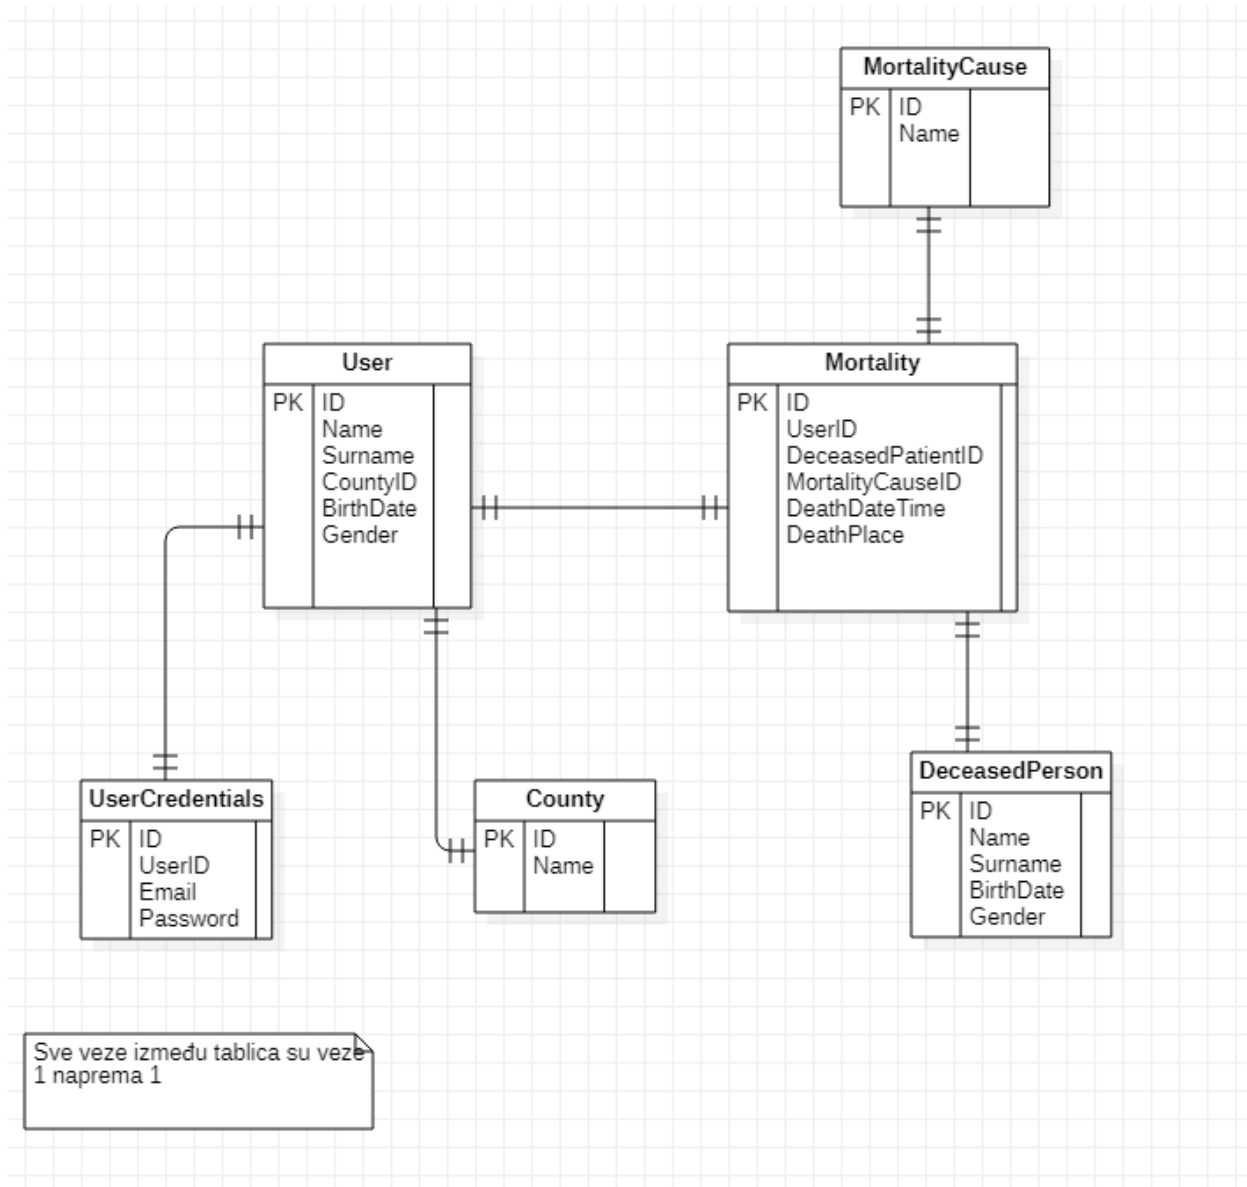 MortalityCause
PK ID
Name
User
PK ID
Name
Surname
CountyID
BirthDate
Gender
Mortality
PK ID
UserID
DeceasedPatientID
MortalityCauseID
DeathDateTime
DeathPlace
UserCredentials
PK ID
UserID
Email
Password
County
PK ID
Name
DeceasedPerson
PK ID
Name
Surname
BirthDate
Gender
Sve veze između tablica su veze
1 naprema 1